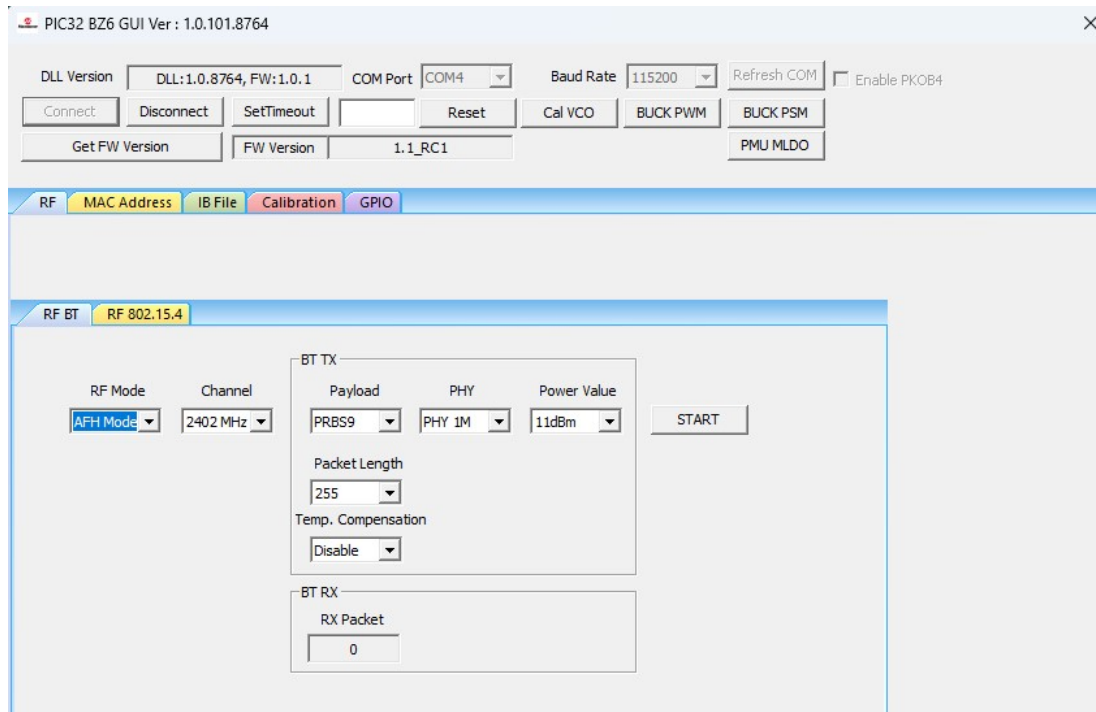 PIC32 BZ6 GUI Ver : 1.0.101.8764
DLL Version DLL:1.0.8764, FW:1.0.1 COM Port COM4 Baud Rate 115200 Refresh COM Enable PKOB4
Connect Disconnect SetTimeout Reset Cal VCO BUCK PWM BUCK PSM
Get FW Version FW Version 1.1_RC1 PMU MLDO
RF MAC Address IB File Calibration GPIO
RF BT RF 802.15.4
BT TX
RF Mode Channel Payload PHY Power Value
AFH Mode 2402 MHz PRBS9 PHY 1M 11dBm START
Packet Length
255
Temp. Compensation
Disable
BT RX
RX Packet
0